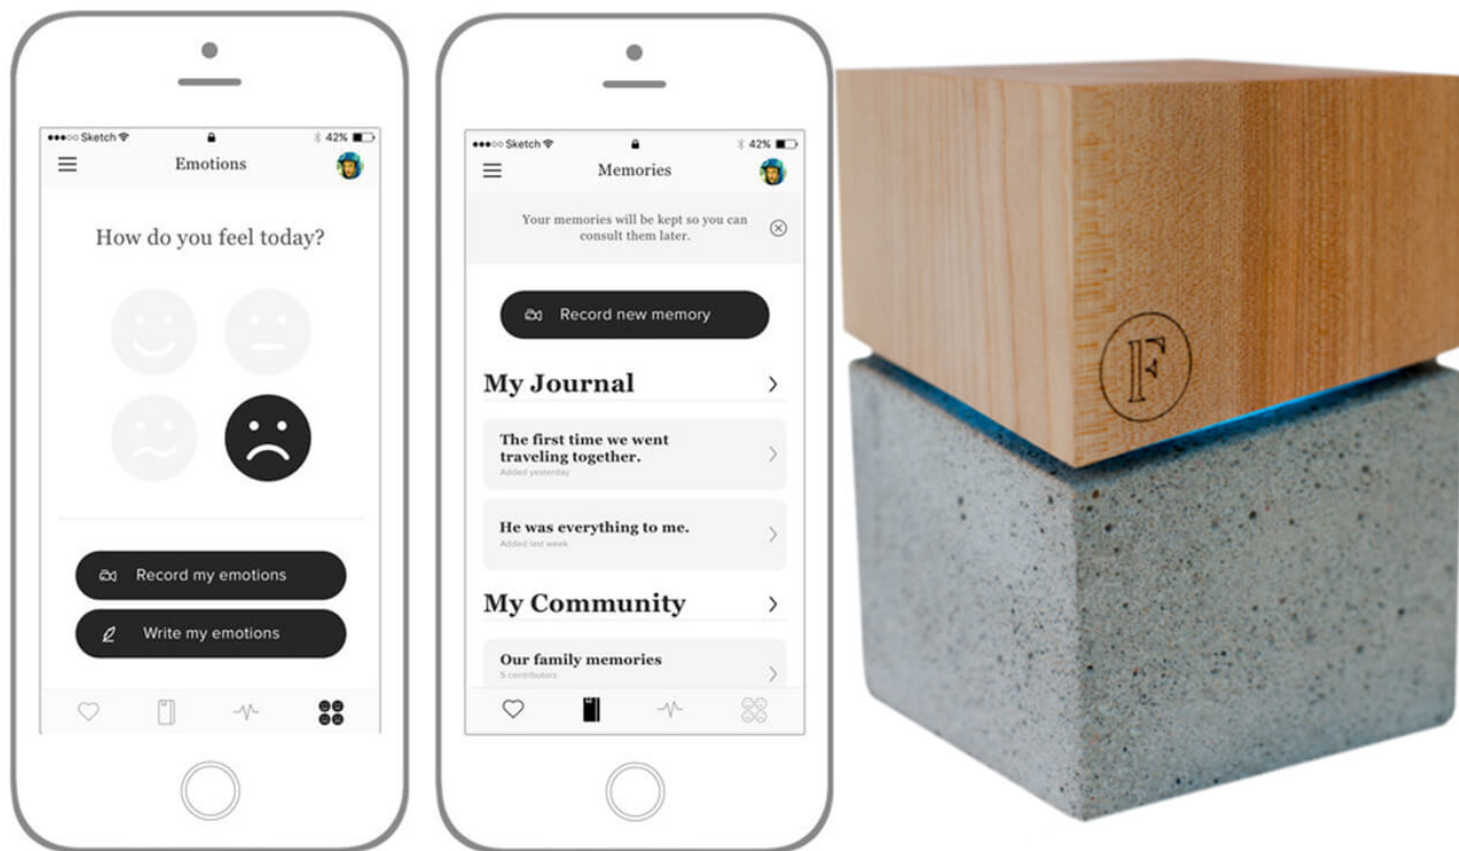 Sketch 42%
Emotions
How do you feel today?
Record my emotions
Write my emotions
Sketch 42%
Memories
Your memories will be kept so you can
consult them later.
Record new memory
My Journal
The first time we went
traveling together.
Added yesterday
He was everything to me.
Added last week
My Community
Our family memories
5 contributors
F